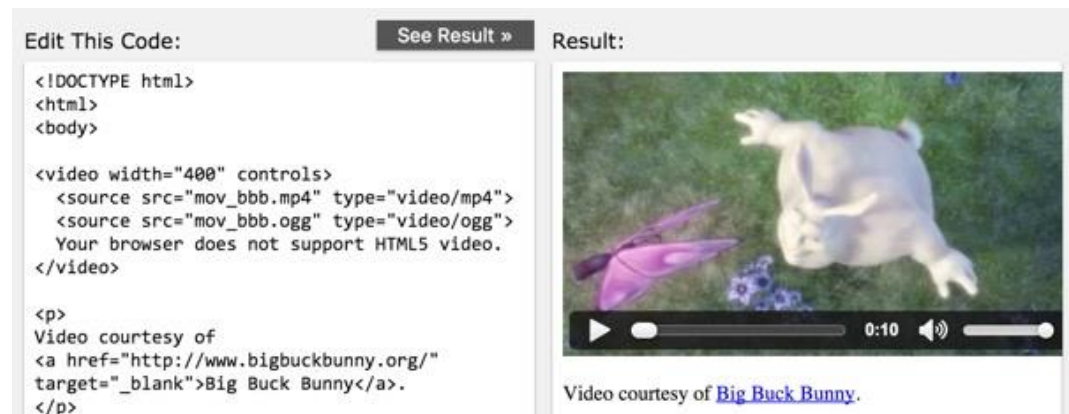 Edit This Code:
See Result »
Result:
<!DOCTYPE html>
<html>
<body>
<video width="400" controls>
<source src="mov_bbb.mp4" type="video/mp4">
<source src="mov_bbb.ogg" type="video/ogg">
Your browser does not support HTML5 video.
</video>
<p>
Video courtesy of
<a href="http://www.bigbuckbunny.org/"
target="_blank">Big Buck Bunny</a>.
</p>
0:10
Video courtesy of Big Buck Bunny.